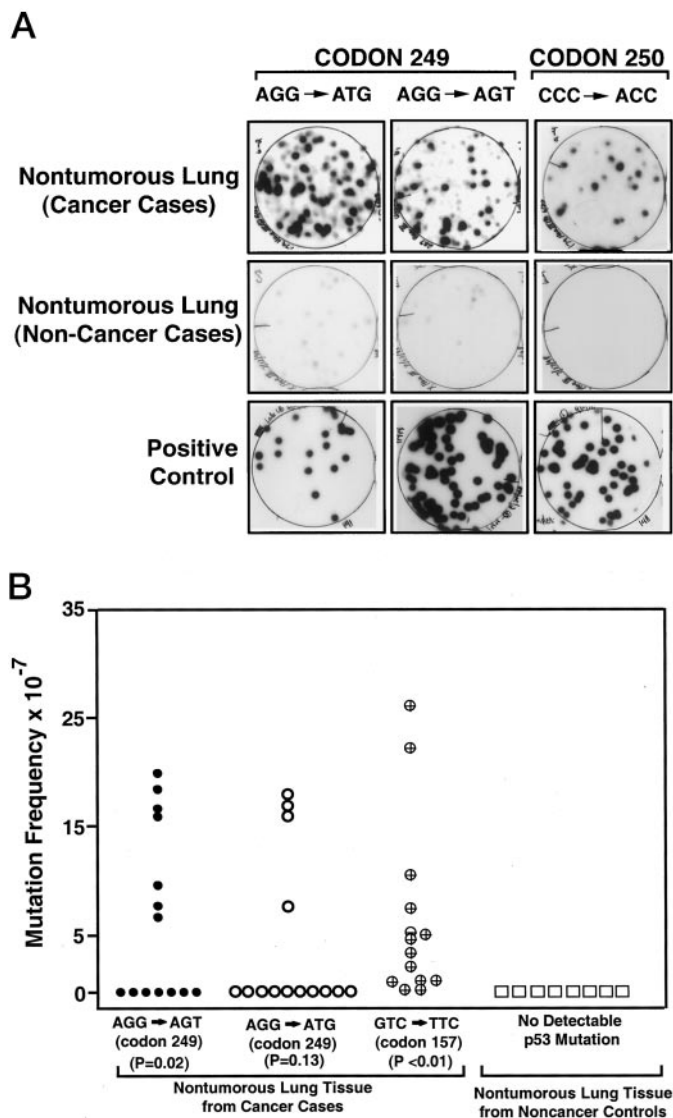 A
CODON 249 CODON 250
AGG → ATG AGG → AGT CCC → ACC
Nontumorous Lung
(Cancer Cases)
Nontumorous Lung
(Non-Cancer Cases)
Positive
Control
B
Mutation Frequency x 10-7
35
25
15
5
0
AGG → AGT AGG → ATG GTC → TTC No Detectable
(codon 249) (codon 249) (codon 157) p53 Mutation
(P=0.02) (P=0.13) (P <0.01)
Nontumorous Lung Tissue Nontumorous Lung Tissue
from Cancer Cases from Noncancer Controls